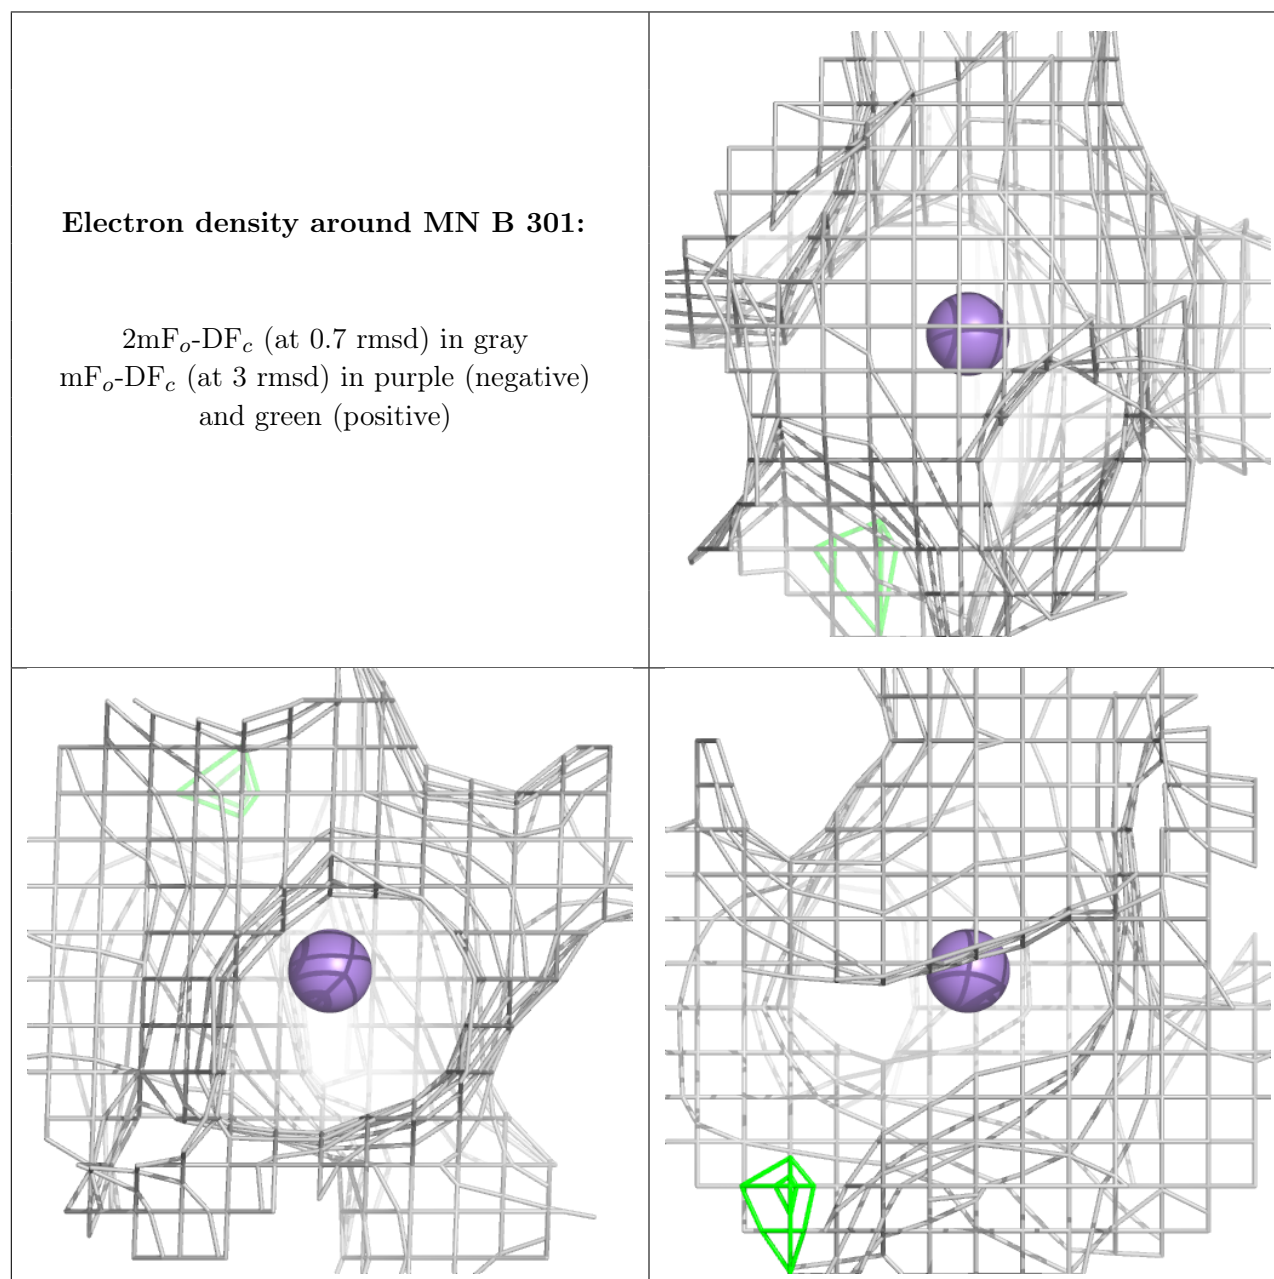 Electron density around MN B 301:
2mFo-DFc (at 0.7 rmsd) in gray
mFo-DFc (at 3 rmsd) in purple (negative)
and green (positive)